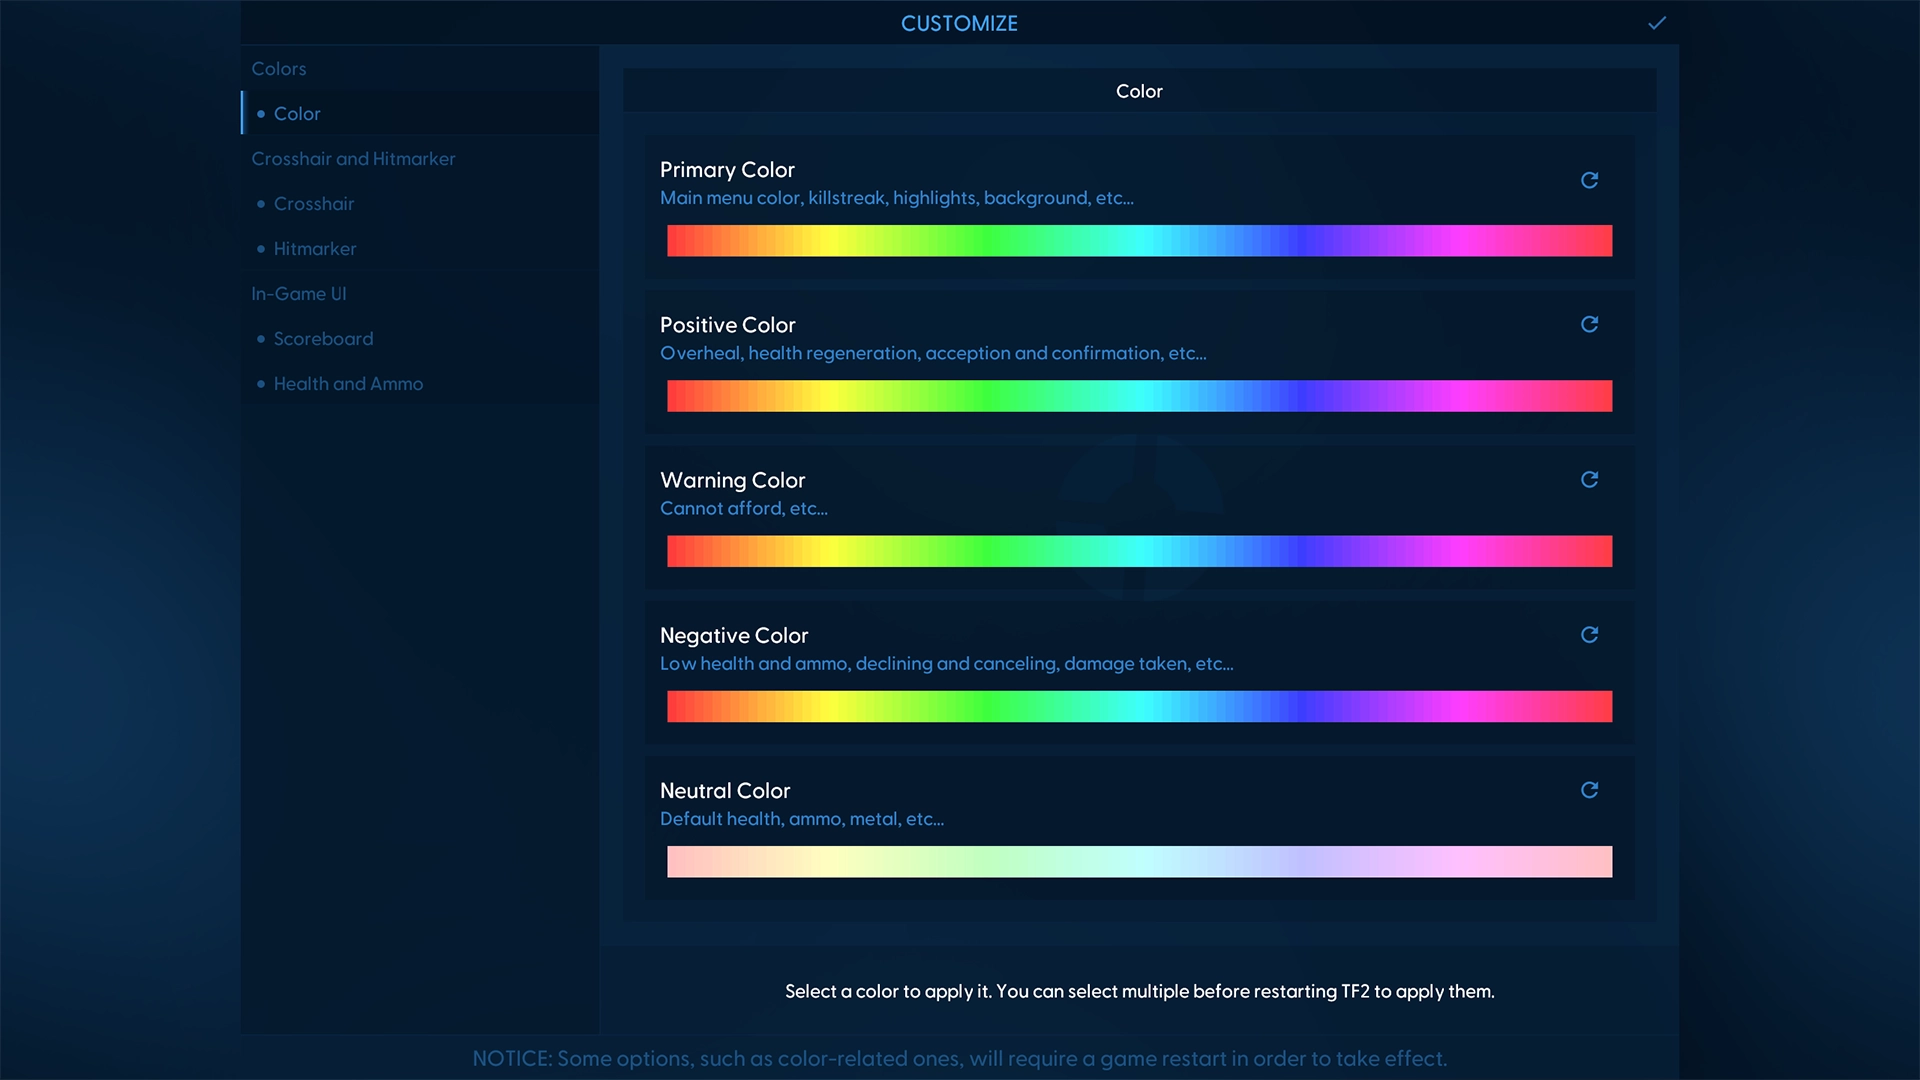 CUSTOMIZE
Colors
• Color
Crosshair and Hitmarker
• Crosshair
• Hitmarker
In-Game UI
• Scoreboard
• Health and Ammo
Color
Primary Color
Main menu color, killstreak, highlights, background, etc...
Positive Color
Overheal, health regeneration, acception and confirmation, etc...
Warning Color
Cannot afford, etc...
Negative Color
Low health and ammo, declining and canceling, damage taken, etc...
Neutral Color
Default health, ammo, metal, etc...
Select a color to apply it. You can select multiple before restarting TF2 to apply them.
NOTICE: Some options, such as color-related ones, will require a game restart in order to take effect.